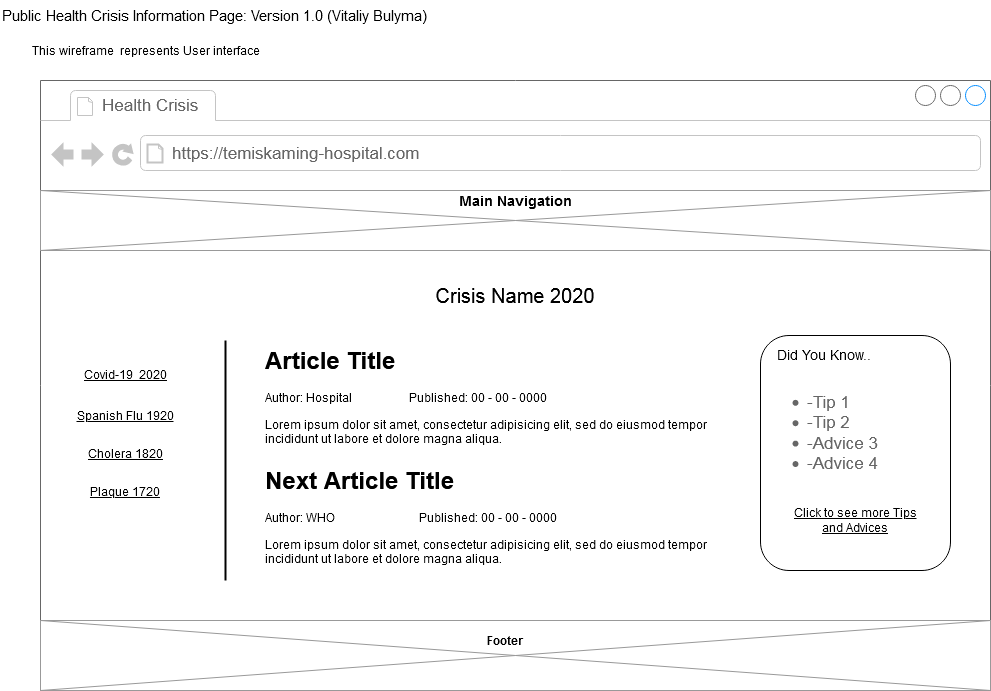 Public Health Crisis Information Page: Version 1.0 (Vitaliy Bulyma)
This wireframe  represents User interface
Health Crisis
https://temiskaming-hospital.com
Main Navigation
Crisis Name 2020
Covid-19  2020
Spanish Flu 1920
Cholera 1820
Plaque 1720
Article Title
Author: Hospital Published: 00 - 00 - 0000
Lorem ipsum dolor sit amet, consectetur adipisicing elit, sed do eiusmod tempor
incididunt ut labore et dolore magna aliqua.
Next Article Title
Author: WHO Published: 00 - 00 - 0000
Lorem ipsum dolor sit amet, consectetur adipisicing elit, sed do eiusmod tempor
incididunt ut labore et dolore magna aliqua.
Did You Know..
• -Tip 1
• -Tip 2
• -Advice 3
• -Advice 4
Click to see more Tips
and Advices
Footer